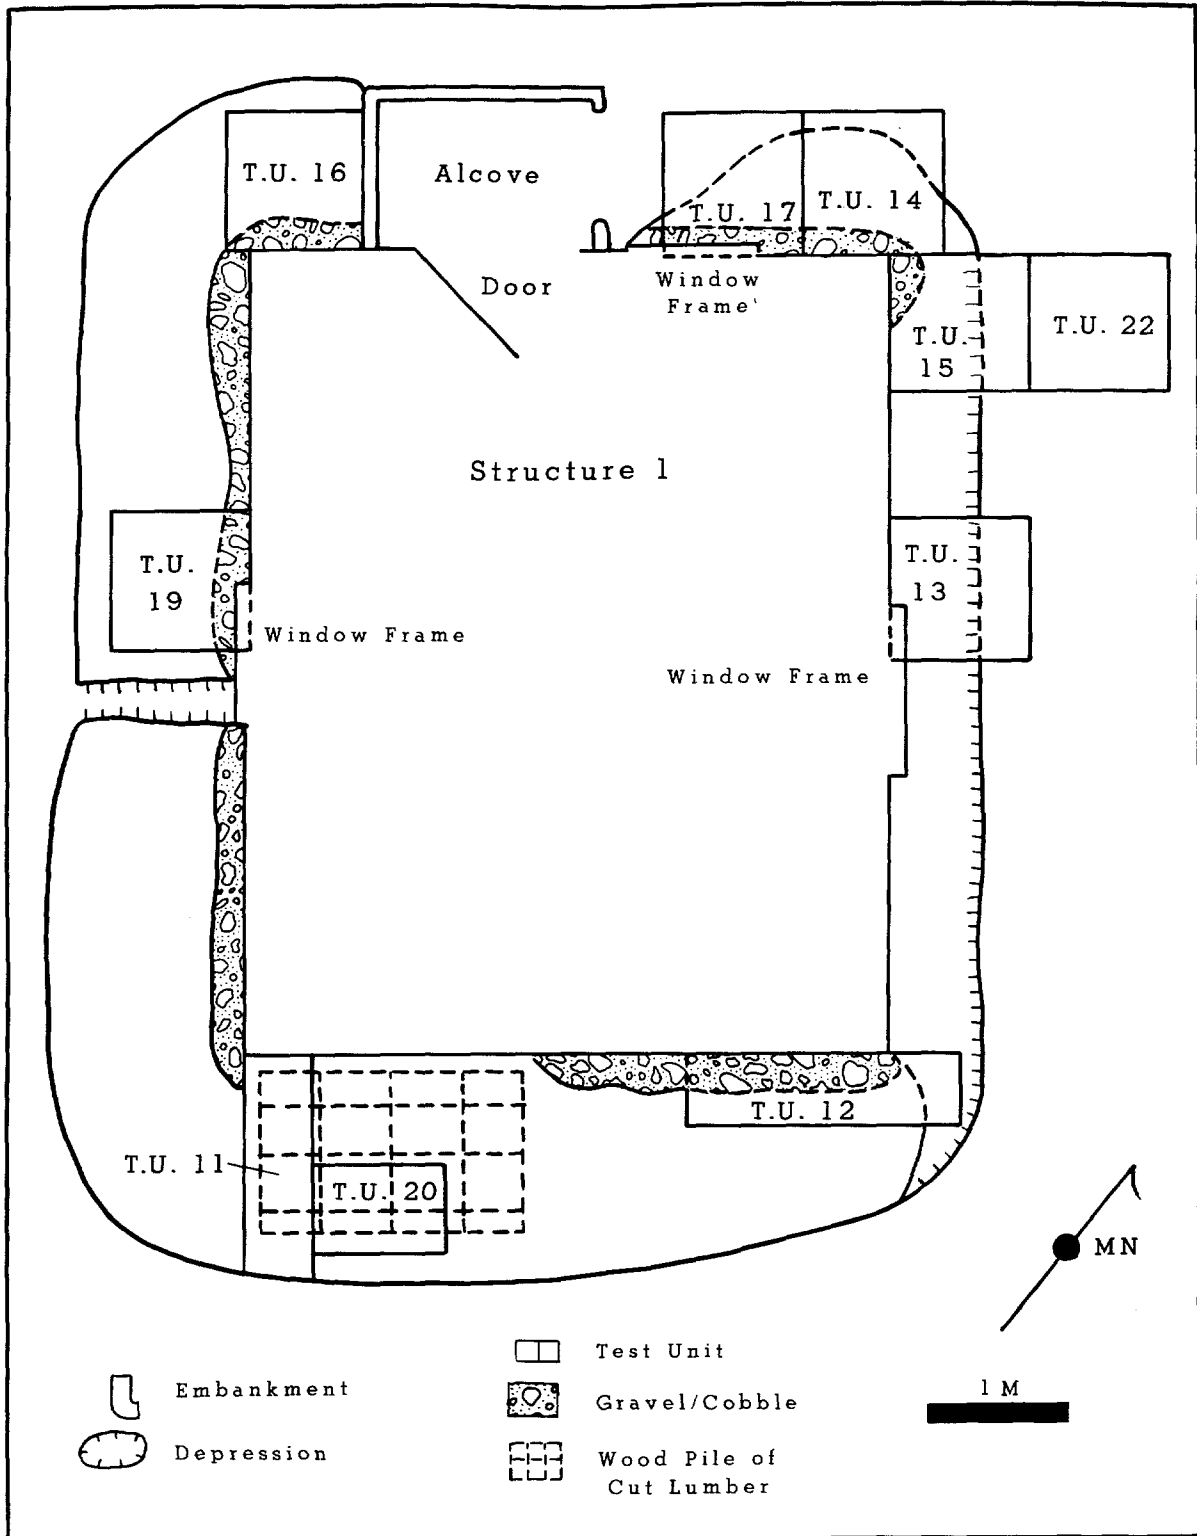 T.U. 16
Alcove
T.U. 17
T.U. 14
Door
Window
Frame
T.U.
15
T.U. 22
Structure 1
T.U.
19
T.U.
13
Window Frame
Window Frame
T.U. 12
T.U. 11
T.U. 20
MN
Test Unit
Embankment
Gravel/Cobble
1 M
Depression
Wood Pile of
Cut Lumber